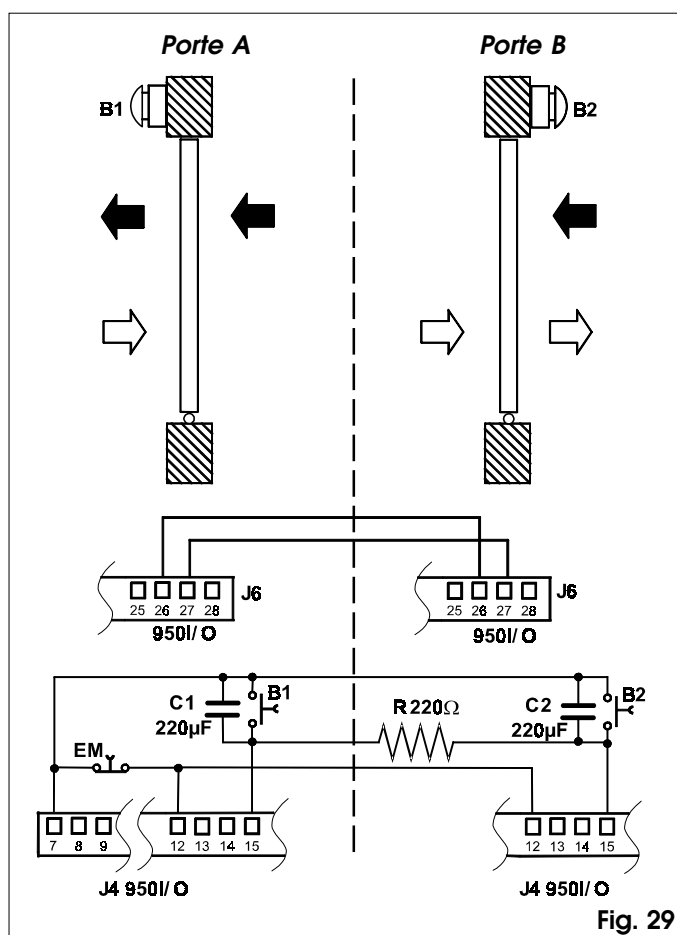 Porte A Porte B
B1 B2
25 26 27 28 J6 25 26 27 28 J6
950I/O 950I/O
C1 B1 C2 B2
220µF R 220Ω 220µF
EM
7 8 9 12 13 14 15 12 13 14 15
J4 950I/O J4 950I/O
Fig. 29